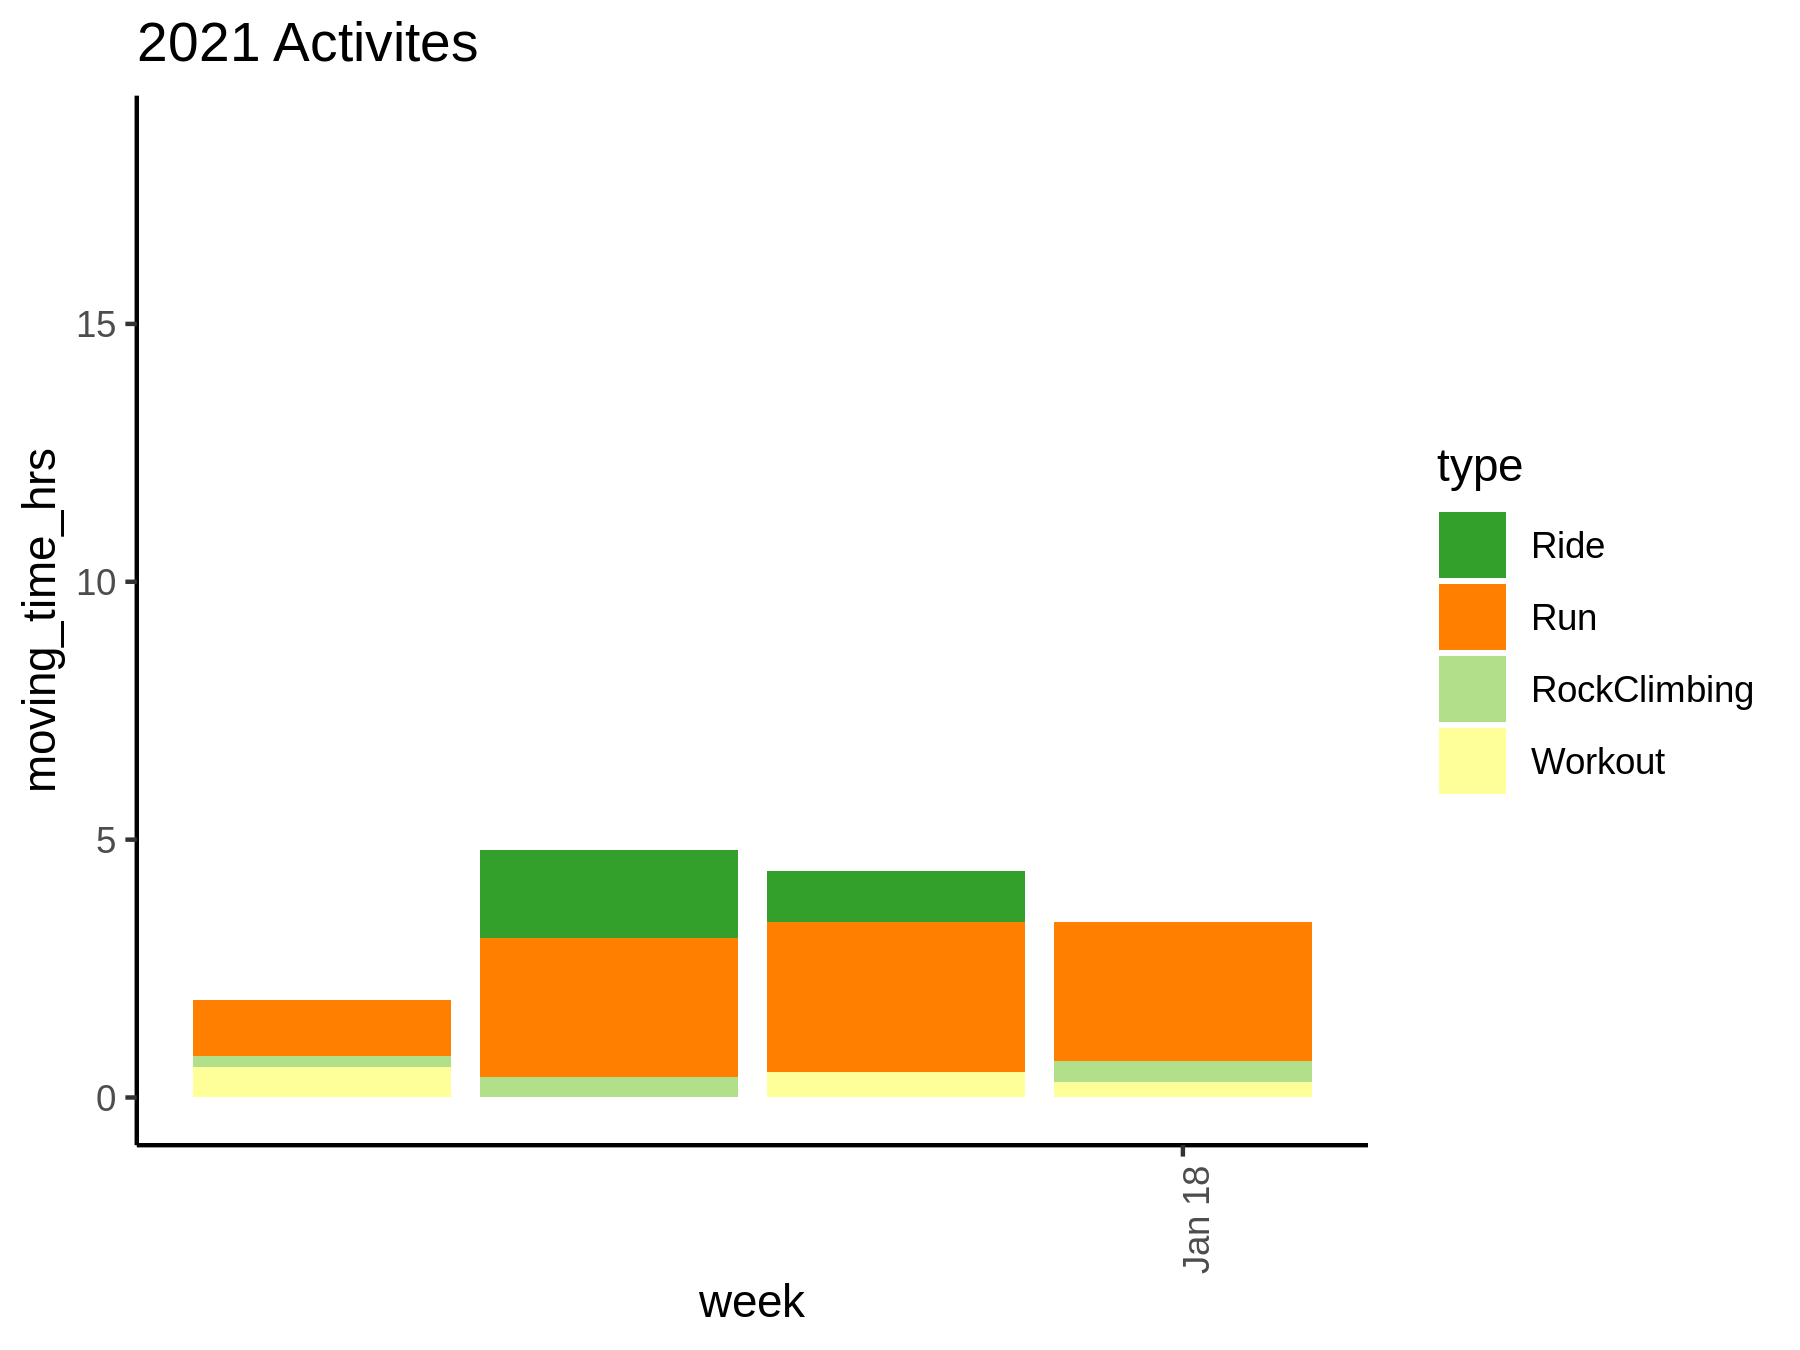 2021 Activites
moving_time_hrs
15
10
5
0
Jan 18
week
type
Ride
Run
RockClimbing
Workout